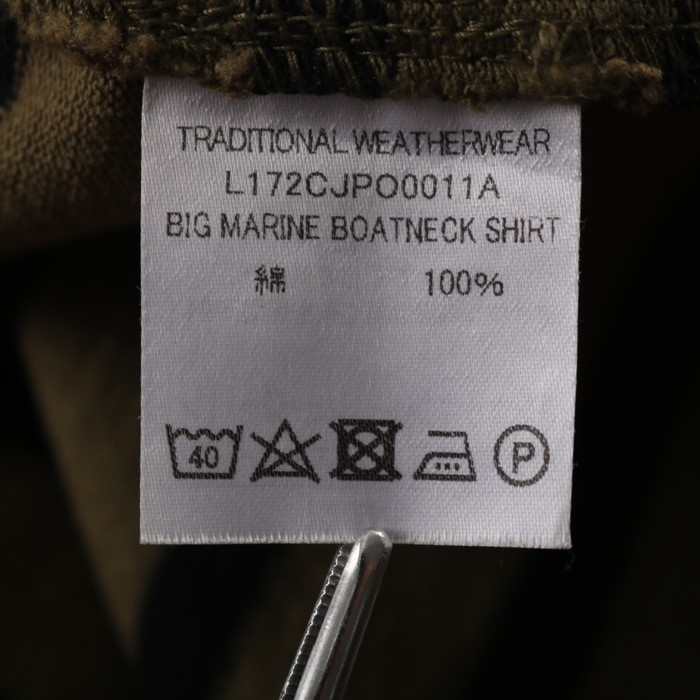 TRADITIONAL WEATHERWEAR
L172CJPO0011A
BIG MARINE BOATNECK SHIRT
綿 100%
40 P